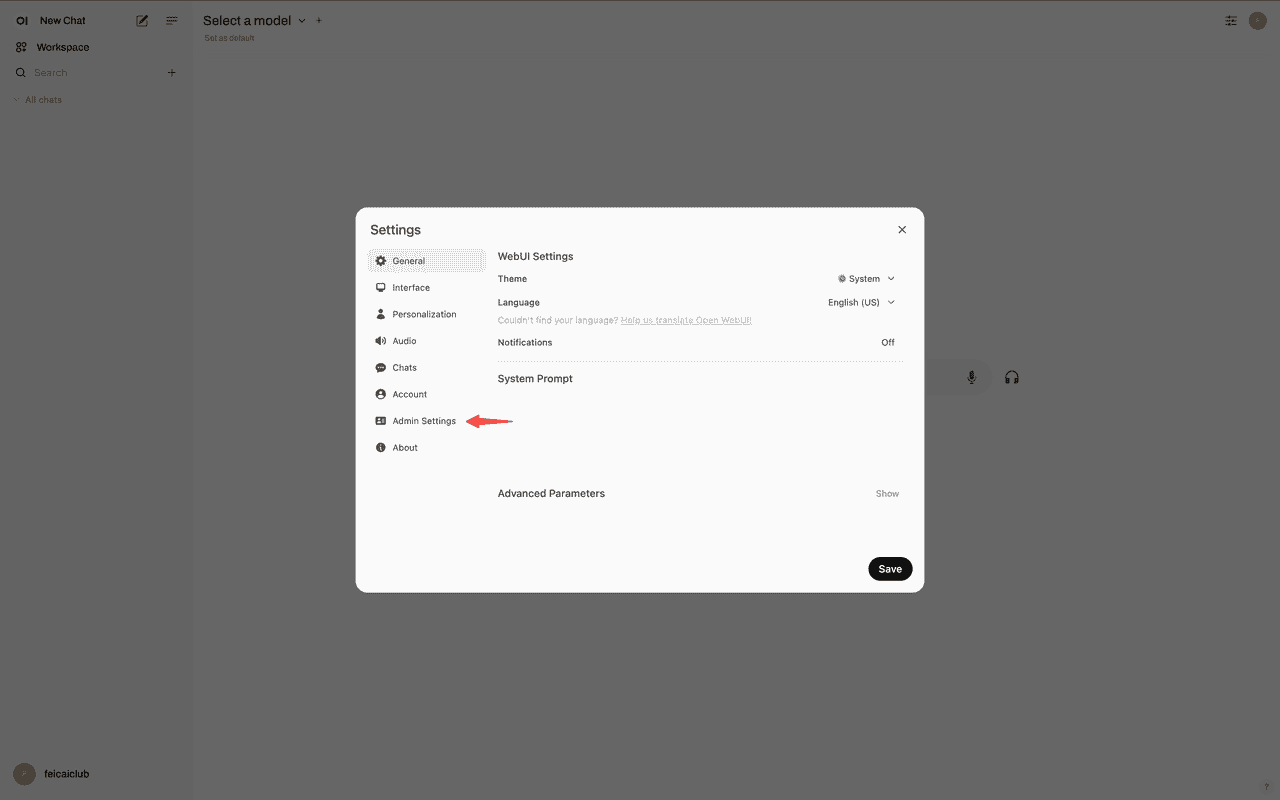 OI New Chat
Workspace
Search
All chats
Select a model
Set as default
Settings
General
Interface
Personalization
Audio
Chats
Account
Admin Settings
About
WebUI Settings
Theme
System
Language
English (US)
Couldn't find your language? Help us translate Open WebUI!
Notifications
Off
System Prompt
Advanced Parameters
Show
Save
feicaiclub
?